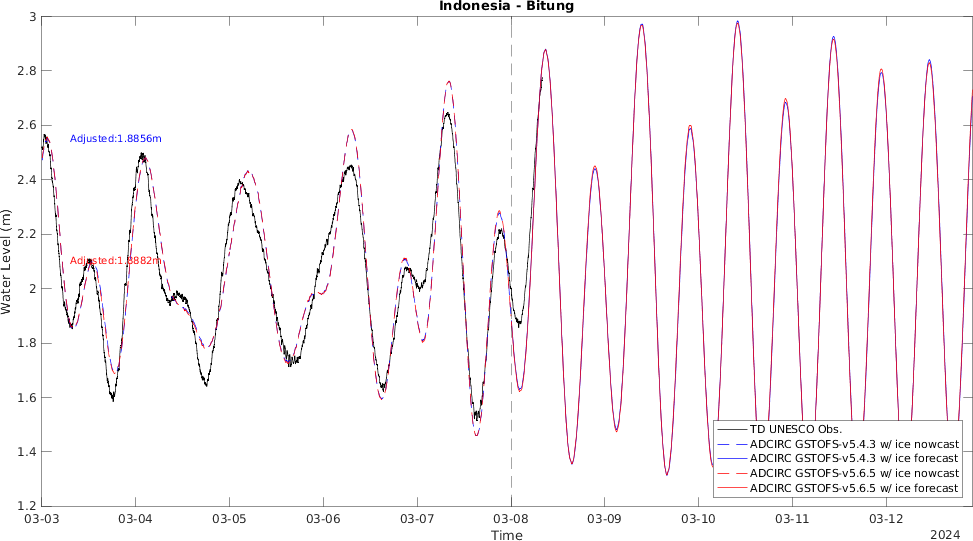 Indonesia - Bitung
3
2.8
2.6
2.4
2.2
2
1.8
1.6
1.4
1.2
Water Level (m)
Adjusted:1.8856m
Adjusted:1.8882m
TD UNESCO Obs.
ADCIRC GSTOFS-v5.4.3 w/ ice nowcast
ADCIRC GSTOFS-v5.4.3 w/ ice forecast
ADCIRC GSTOFS-v5.6.5 w/ ice nowcast
ADCIRC GSTOFS-v5.6.5 w/ ice forecast
03-03 03-04 03-05 03-06 03-07 03-08 03-09 03-10 03-11 03-12
Time
2024